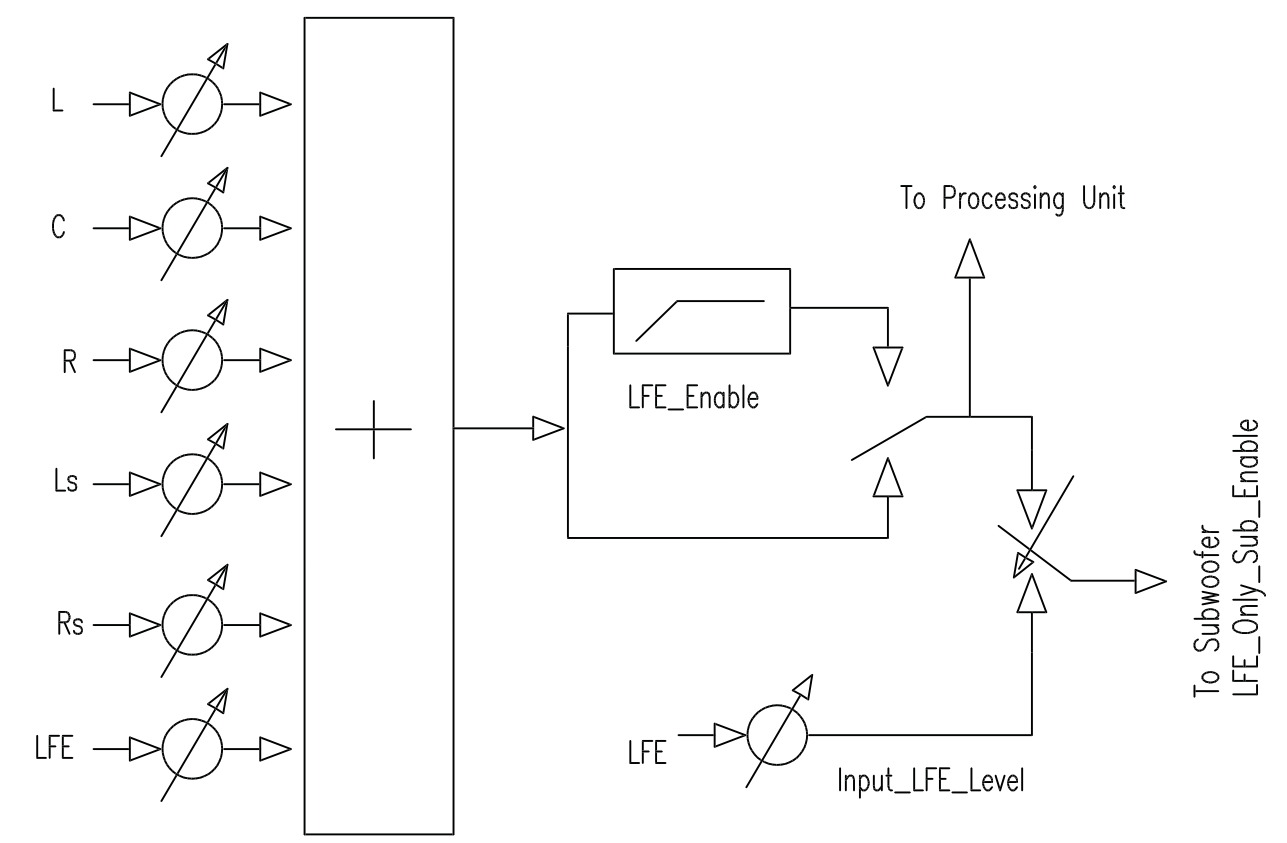 L
C
R
Ls
Rs
LFE
To Processing Unit
LFE_Enable
LFE
Input_LFE_Level
To Subwoofer
LFE_Only_Sub_Enable